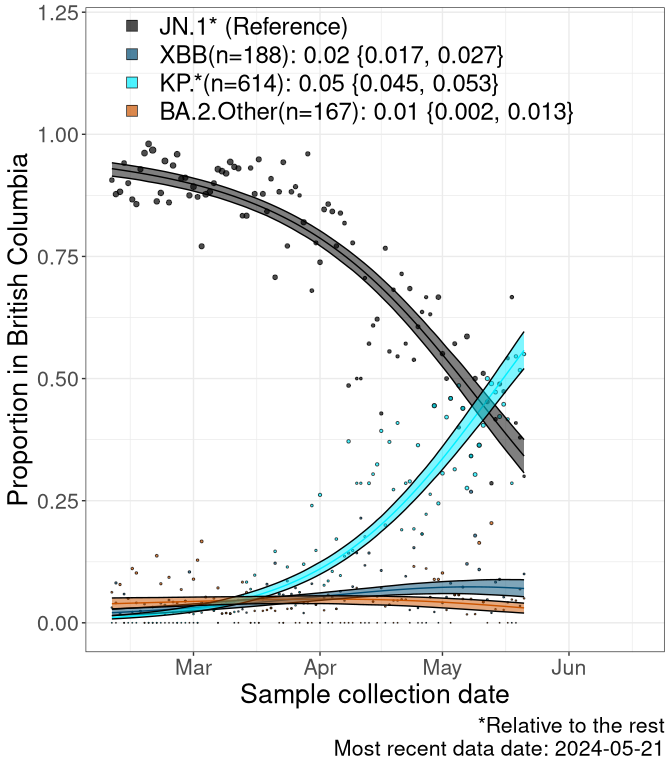 JN.1* (Reference)
XBB(n=188): 0.02 {0.017, 0.027}
KP.*(n=614): 0.05 {0.045, 0.053}
BA.2.Other(n=167): 0.01 {0.002, 0.013}
Proportion in British Columbia
1.25
1.00
0.75
0.50
0.25
0.00
Mar Apr May Jun
Sample collection date
*Relative to the rest
Most recent data date: 2024-05-21